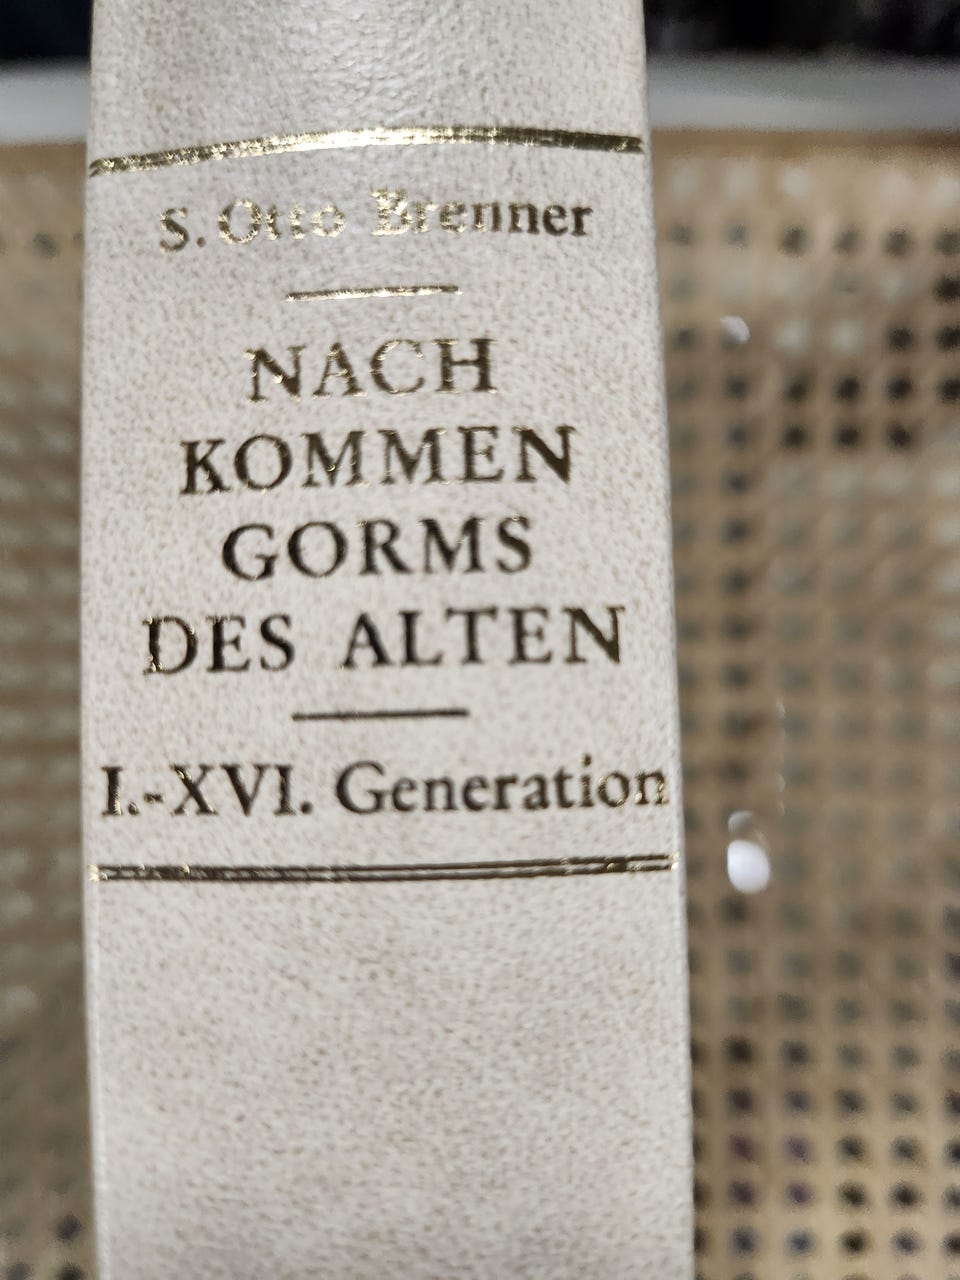 S. Otto Brenner
NACH
KOMMEN
GORMS
DES ALTEN
I.-XVI. Generation